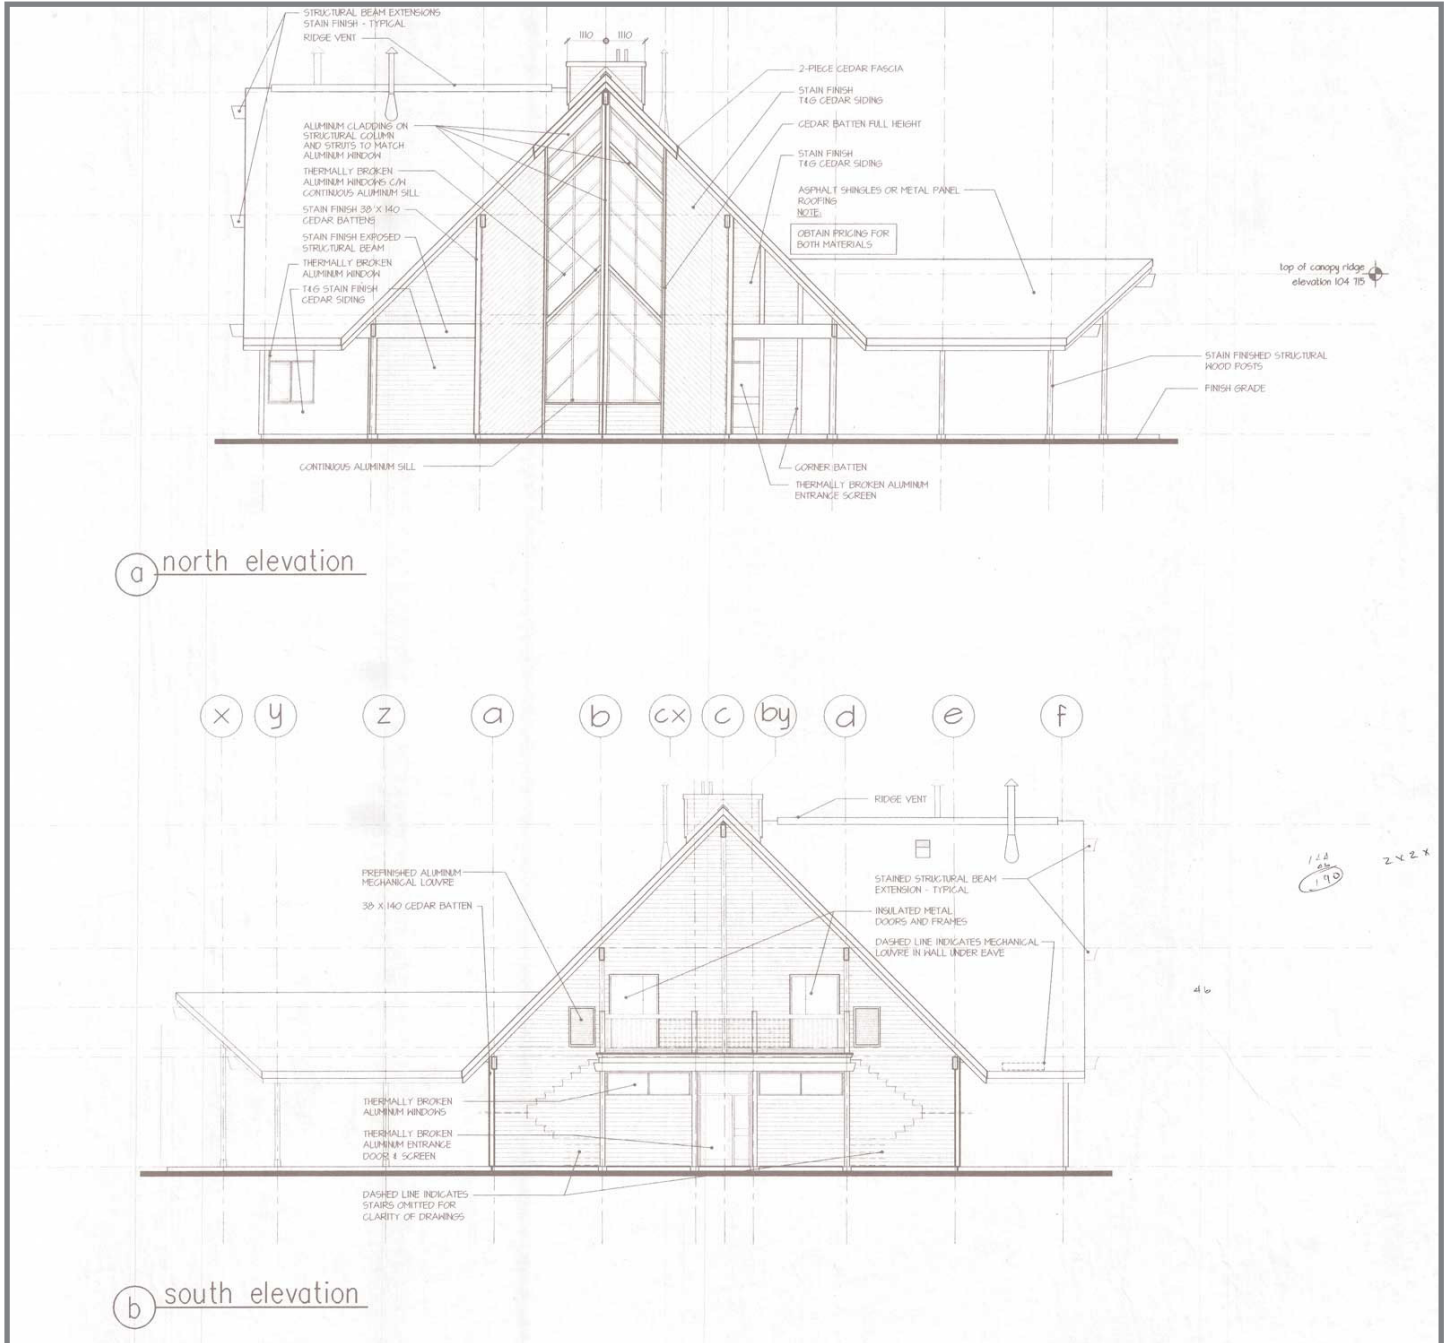 STRUCTURAL BEAM EXTENSIONS
STAIN FINISH - TYPICAL
RIDGE VENT
1110
1110
ALUMINUM CLADDING ON
STRUCTURAL COLUMN
AND STRUTS TO MATCH
ALUMINUM WINDOW
THERMALLY BROKEN
ALUMINUM WINDOWS C/W
CONTINUOUS ALUMINUM SILL
STAIN FINISH 38 X 140
CEDAR BATTENS
STAIN FINISH EXPOSED
STRUCTURAL BEAM
THERMALLY BROKEN
ALUMINUM WINDOW
T&G STAIN FINISH
CEDAR SIDING
2-PIECE CEDAR FASCIA
STAIN FINISH
T&G CEDAR SIDING
CEDAR BATTEN FULL HEIGHT
STAIN FINISH
T&G CEDAR SIDING
ASPHALT SHINGLES OR METAL PANEL
ROOFING
NOTE:
OBTAIN PRICING FOR
BOTH MATERIALS
top of canopy ridge
elevation 104 715
STAIN FINISHED STRUCTURAL
WOOD POSTS
FINISH GRADE
CONTINUOUS ALUMINUM SILL
CORNER BATTEN
THERMALLY BROKEN ALUMINUM
ENTRANCE SCREEN
a north elevation
x y z a b cx c by d e f
RIDGE VENT
PREFINISHED ALUMINUM
MECHANICAL LOUVRE
38 X 140 CEDAR BATTEN
STAINED STRUCTURAL BEAM
EXTENSION - TYPICAL
INSULATED METAL
DOORS AND FRAMES
DASHED LINE INDICATES MECHANICAL
LOUVRE IN WALL UNDER EAVE
190
2 x 2 x
46
THERMALLY BROKEN
ALUMINUM WINDOWS
THERMALLY BROKEN
ALUMINUM ENTRANCE
DOOR & SCREEN
DASHED LINE INDICATES
STAIRS OMITTED FOR
CLARITY OF DRAWINGS
b south elevation